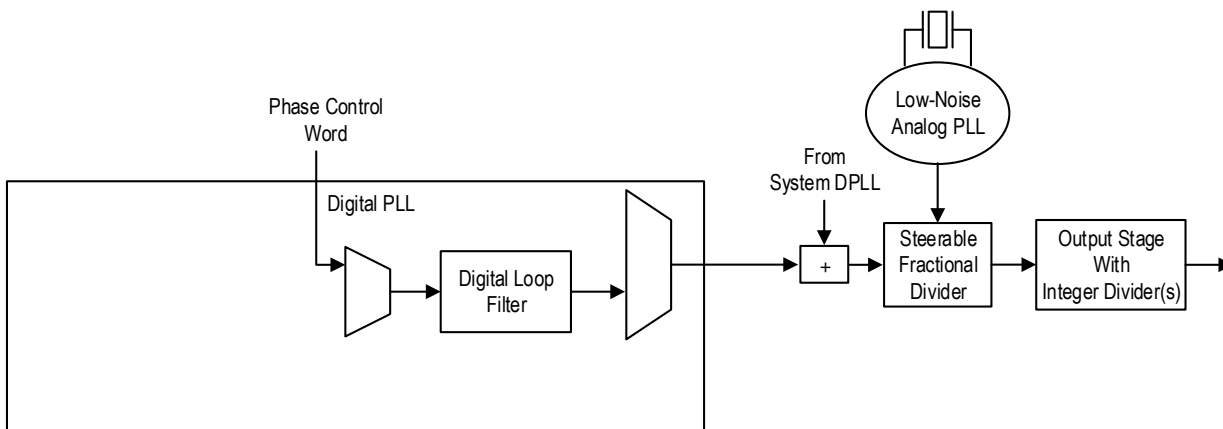 Low-Noise
Analog PLL
Phase Control
Word
From
System DPLL
Digital PLL
Digital Loop
Filter
+
Steerable
Fractional
Divider
Output Stage
With
Integer Divider(s)